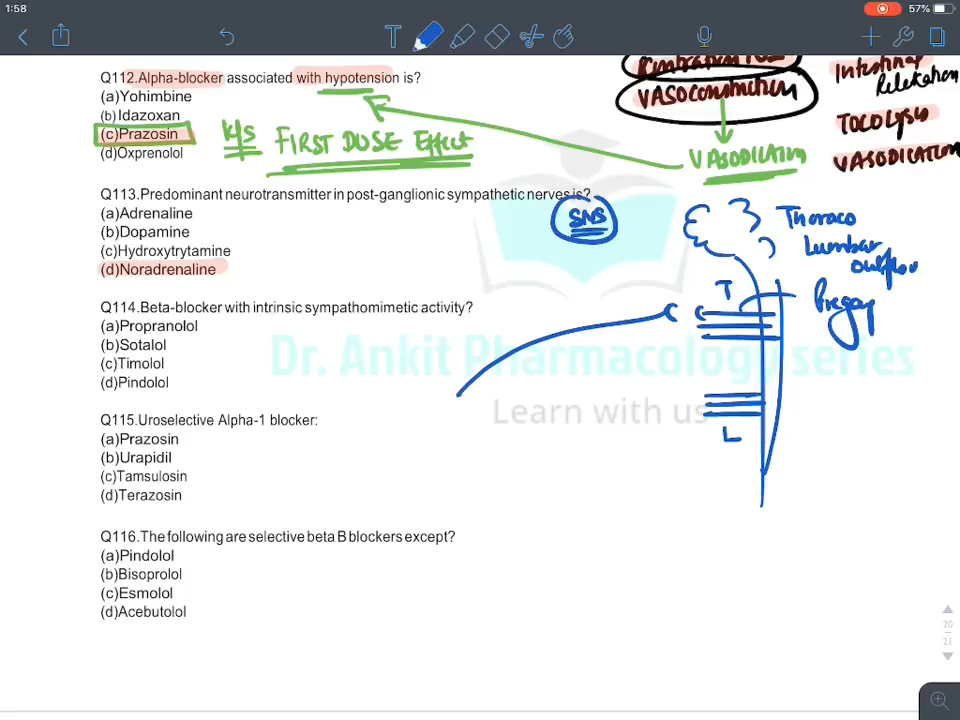 1:58
57%
T
Q112.Alpha-blocker associated with hypotension is?
(a)Yohimbine
(b)Idazoxan
(c)Prazosin
(d)Oxprenolol
K/s FIRST DOSE Effect
VASOCONSTRICTION
VASODILATION
Intestinal
Relaxation
TOCOLYSIS
VASODILATION
Q113.Predominant neurotransmitter in post-ganglionic sympathetic nerves is?
(a)Adrenaline
(b)Dopamine
(c)Hydroxytrytamine
(d)Noradrenaline
SNS
Thoraco
Lumbar
outflow
T
L
Q114.Beta-blocker with intrinsic sympathomimetic activity?
(a)Propranolol
(b)Sotalol
(c)Timolol
(d)Pindolol
Dr. Ankit Pharmacology series
Learn with us
Q115.Uroselective Alpha-1 blocker:
(a)Prazosin
(b)Urapidil
(c)Tamsulosin
(d)Terazosin
Q116.The following are selective beta B blockers except?
(a)Pindolol
(b)Bisoprolol
(c)Esmolol
(d)Acebutolol
20
21